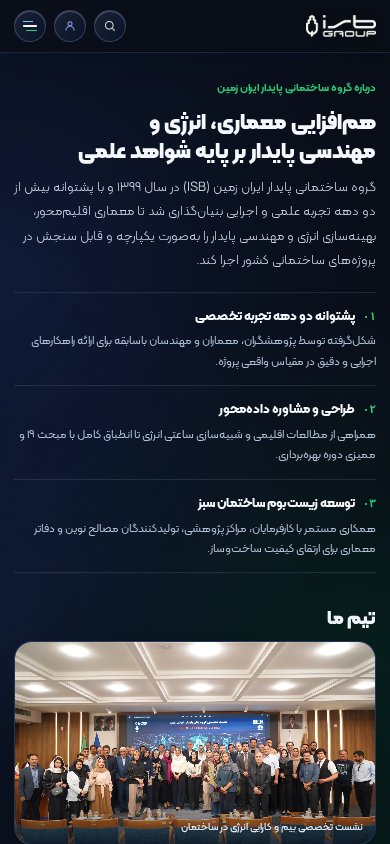 isb
GROUP
درباره گروه ساختمانی پایدار ایران زمین
هم‌افزایی معماری، انرژی و
مهندسی پایدار بر پایه شواهد علمی
گروه ساختمانی پایدار ایران زمین (ISB) در سال ۱۳۹۹ و با پشتوانه بیش از
دو دهه تجربه علمی و اجرایی بنیان‌گذاری شد تا معماری اقلیم‌محور،
بهینه‌سازی انرژی و مهندسی پایدار را به‌صورت یکپارچه و قابل سنجش در
پروژه‌های ساختمانی کشور اجرا کند.
۰۱ پشتوانه دو دهه تجربه تخصصی
شکل‌گرفته توسط پژوهشگران، معماران و مهندسان باسابقه برای ارائه راهکارهای
اجرایی و دقیق در مقیاس واقعی پروژه.
۰۲ طراحی و مشاوره داده‌محور
همراهی از مطالعات اقلیمی و شبیه‌سازی ساعتی انرژی تا انطباق کامل با مبحث ۱۹ و
ممیزی دوره بهره‌برداری.
۰۳ توسعه زیست‌بوم ساختمان سبز
همکاری مستمر با کارفرمایان، مراکز پژوهشی، تولیدکنندگان مصالح نوین و دفاتر
معماری برای ارتقای کیفیت ساخت‌وساز.
تیم ما
نشست تخصصی بیم و کارایی انرژی در ساختمان